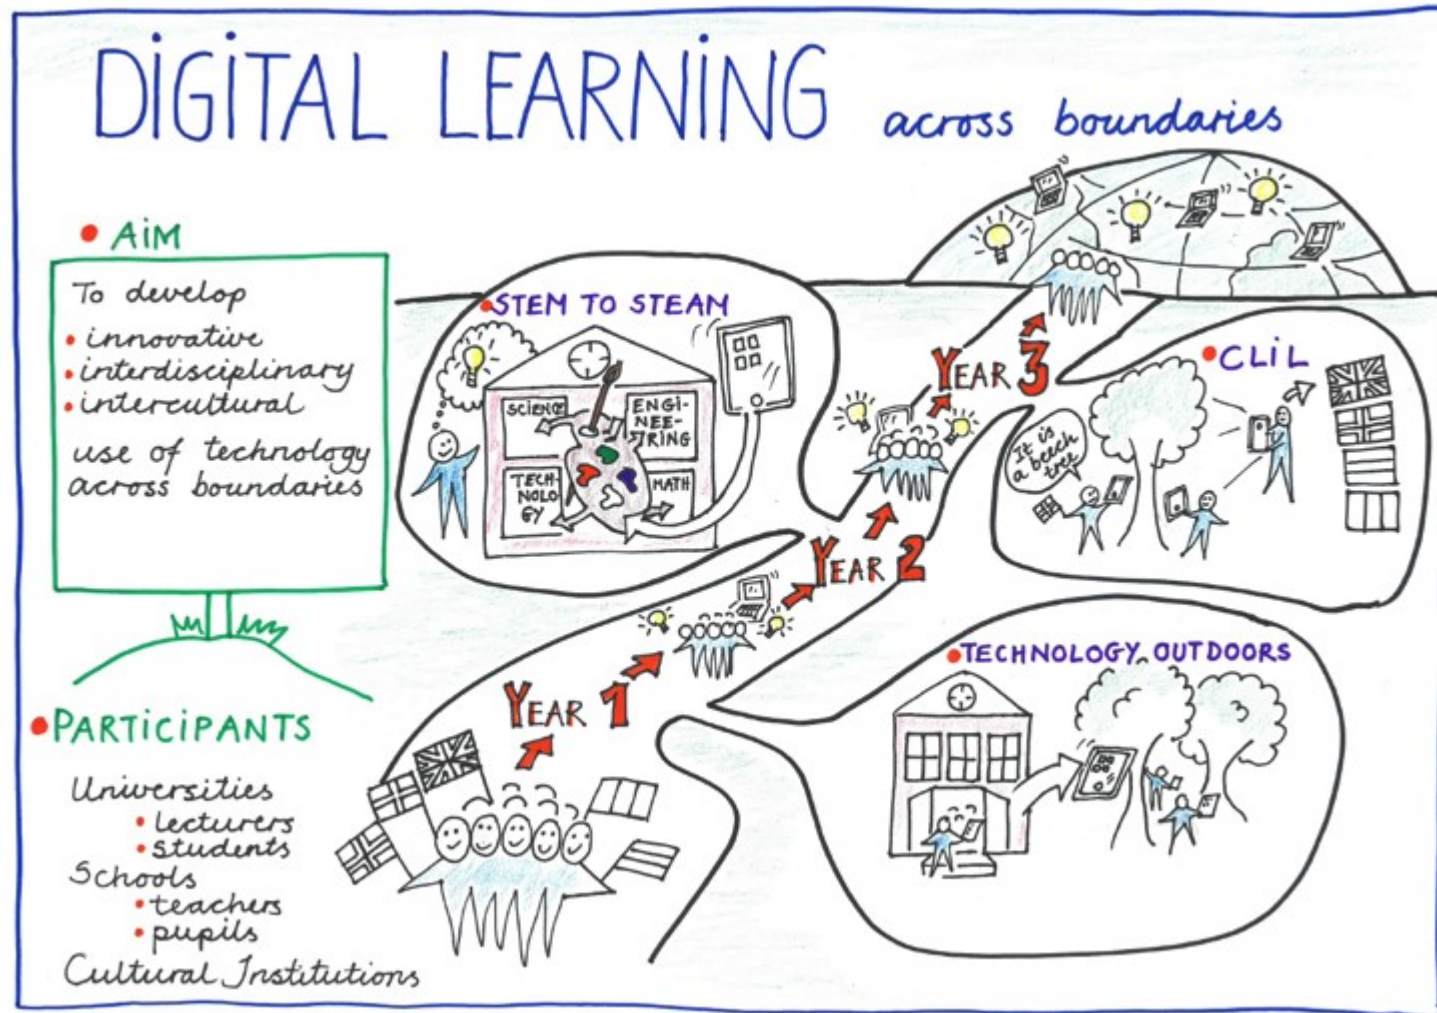 DiGiTAL LEARNiNG across boundaries
• AiM
To develop
• innovative
• interdisciplinary
• intercultural
use of technology
across boundaries
• PARTiCiPANTS
Universities
• lecturers
• students
Schools
• teachers
• pupils
Cultural Institutions
• STEM TO STEAM
SCIENCE
ENGI-
NEE-
RING
TECH-
NOLO
GY
MATH
YEAR 1
YEAR 2
YEAR 3
• CLiL
It is
a beech
tree
• TECHNOLOGY OUTDOORS